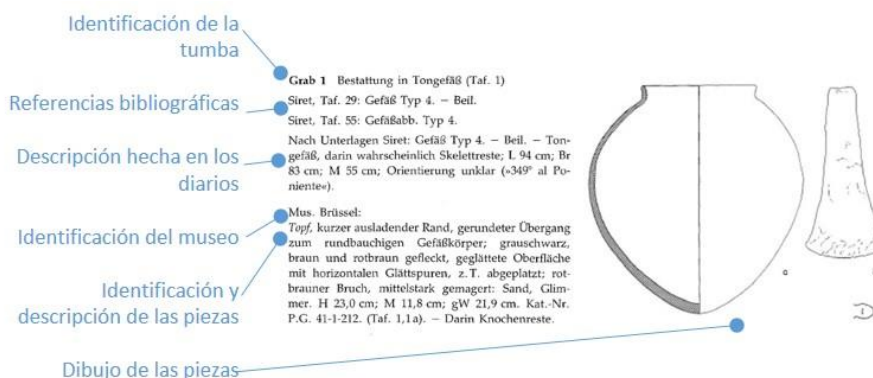 Identificación de la
tumba
Referencias bibliográficas
Descripción hecha en los
diarios
Identificación del museo
Identificación y
descripción de las piezas
Dibujo de las piezas
Grab 1 Bestattung in Tongefäß (Taf. 1)
Siret, Taf. 29: Gefäß Typ 4. – Beil.
Siret, Taf. 55: Gefäßabb. Typ 4.
Nach Unterlagen Siret: Gefäß Typ 4. – Beil. – Ton-
gefäß, darin wahrscheinlich Skelettreste; L 94 cm; Br
83 cm; M 55 cm; Orientierung unklar (»349° al Po-
niente«).
Mus. Brüssel:
Topf, kurzer ausladender Rand, gerundeter Übergang
zum rundbauchigen Gefäßkörper; grauschwarz,
braun und rotbraun gefleckt, geglättete Oberfläche
mit horizontalen Glättspuren, z.T. abgeplatzt; rot-
brauner Bruch, mittelstark gemagert: Sand, Glim-
mer. H 23,0 cm; M 11,8 cm; gW 21,9 cm. Kat.-Nr.
P.G. 41-1-212. (Taf. 1,1a). – Darin Knochenreste.